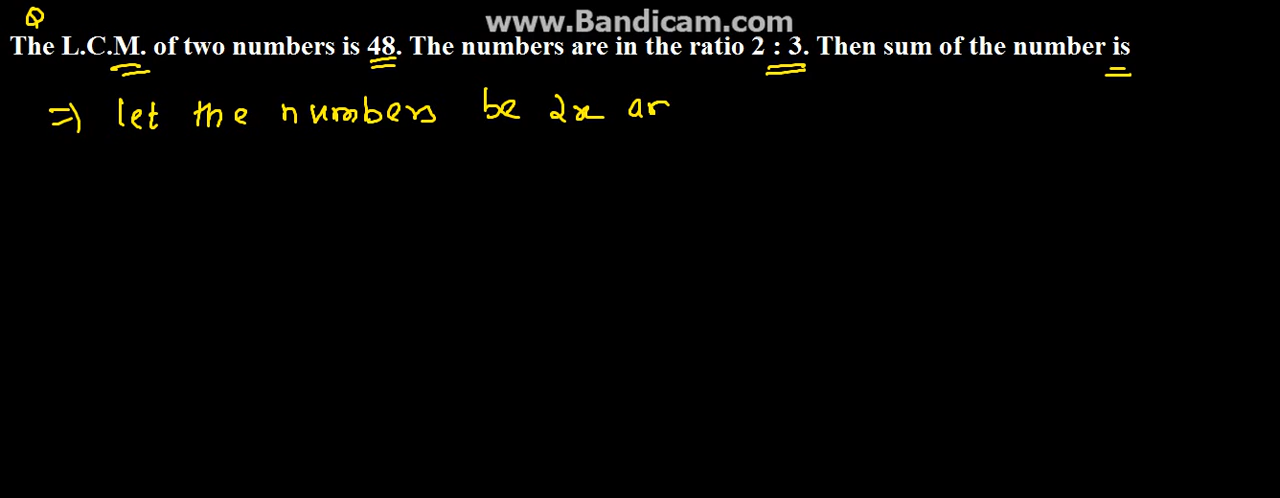 www.Bandicam.com
Q
The L.C.M. of two numbers is 48. The numbers are in the ratio 2 : 3. Then sum of the number is
⇒ let the numbers be 2x ar